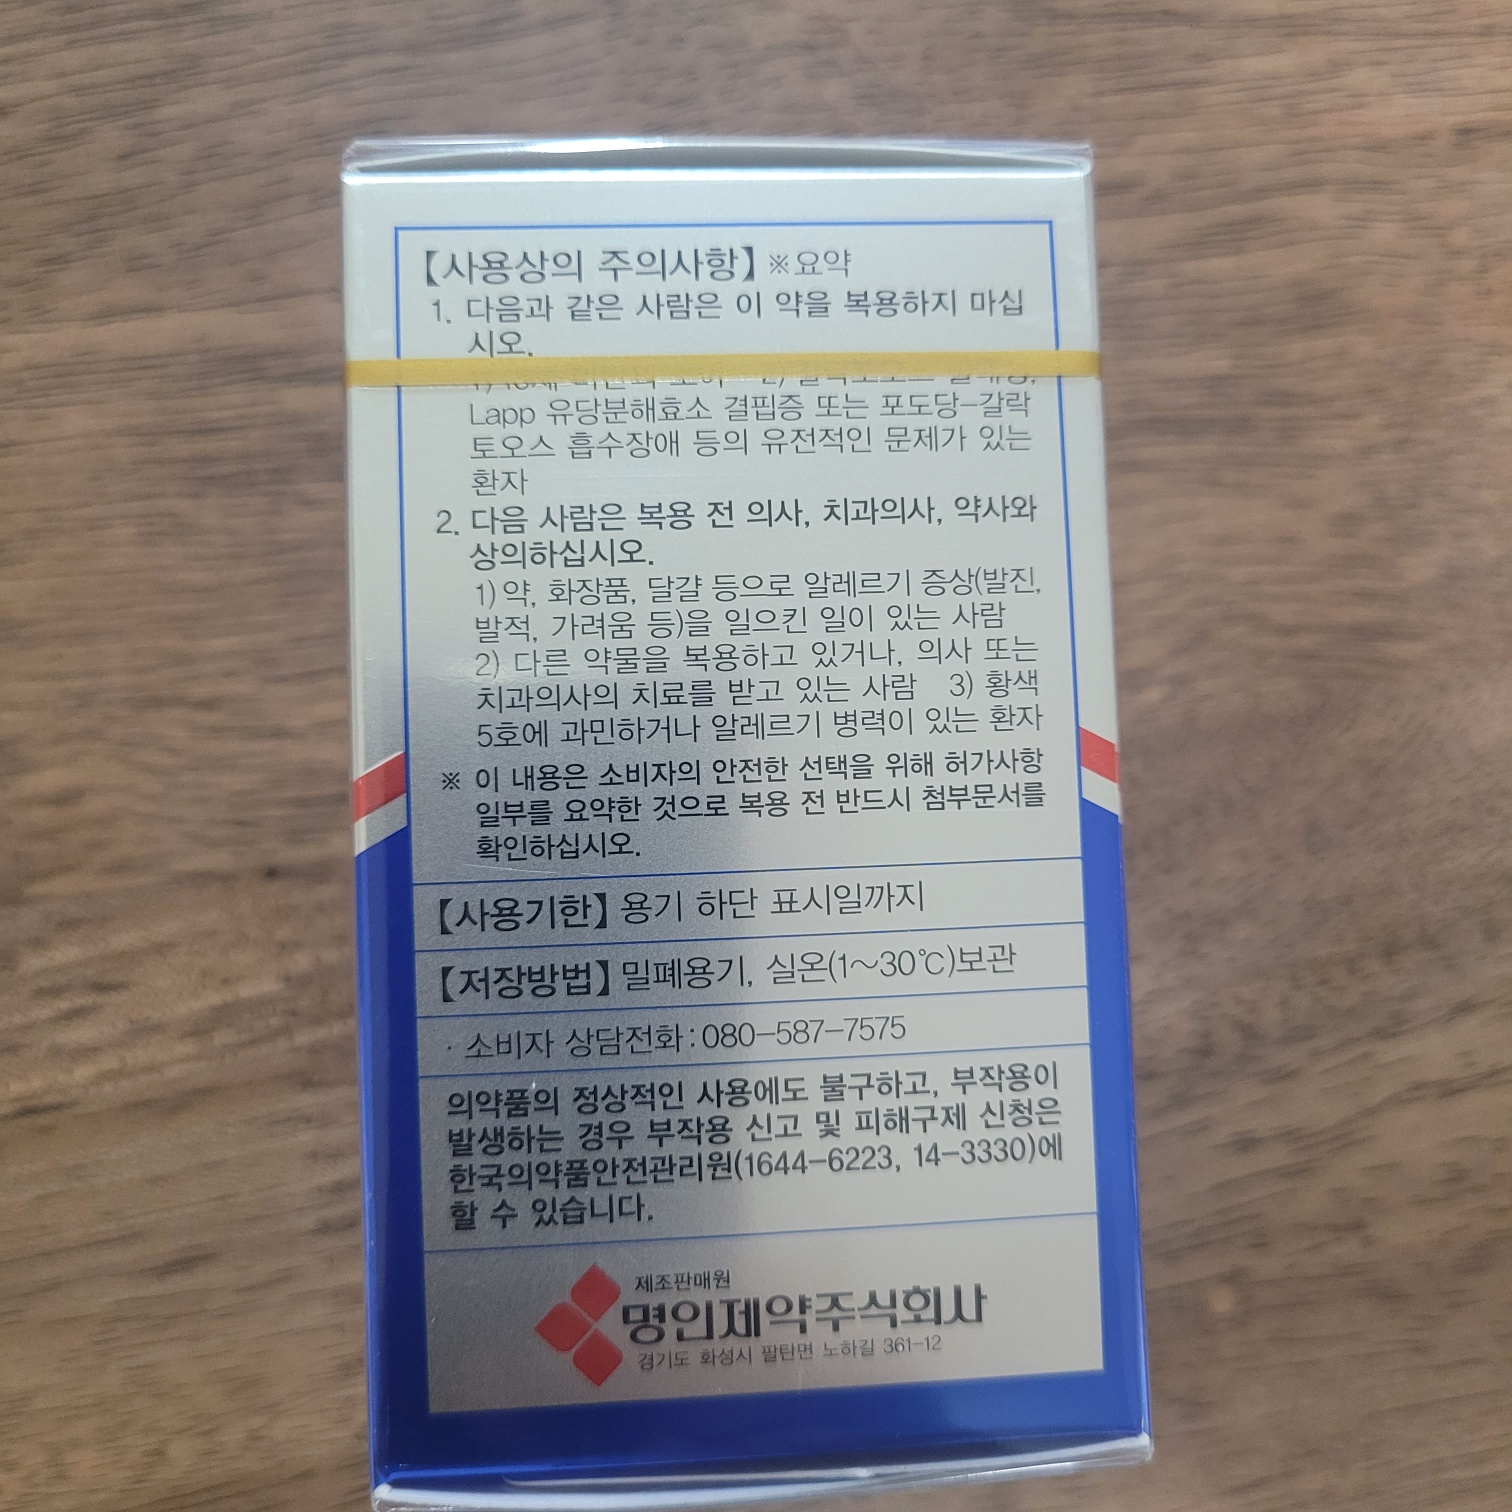 【사용상의 주의사항】 ※요약
1. 다음과 같은 사람은 이 약을 복용하지 마십
시오.
Lapp 유당분해효소 결핍증 또는 포도당-갈락
토오스 흡수장애 등의 유전적인 문제가 있는
환자
2. 다음 사람은 복용 전 의사, 치과의사, 약사와
상의하십시오.
1) 약, 화장품, 달걀 등으로 알레르기 증상(발진,
발적, 가려움 등)을 일으킨 일이 있는 사람
2) 다른 약물을 복용하고 있거나, 의사 또는
치과의사의 치료를 받고 있는 사람 3) 황색
5호에 과민하거나 알레르기 병력이 있는 환자
※ 이 내용은 소비자의 안전한 선택을 위해 허가사항
일부를 요약한 것으로 복용 전 반드시 첨부문서를
확인하십시오.
【사용기한】 용기 하단 표시일까지
【저장방법】 밀폐용기, 실온(1~30℃)보관
· 소비자 상담전화:080-587-7575
의약품의 정상적인 사용에도 불구하고, 부작용이
발생하는 경우 부작용 신고 및 피해구제 신청은
한국의약품안전관리원(1644-6223, 14-3330)에
할 수 있습니다.
제조판매원
명인제약주식회사
경기도 화성시 팔탄면 노하길 361-12